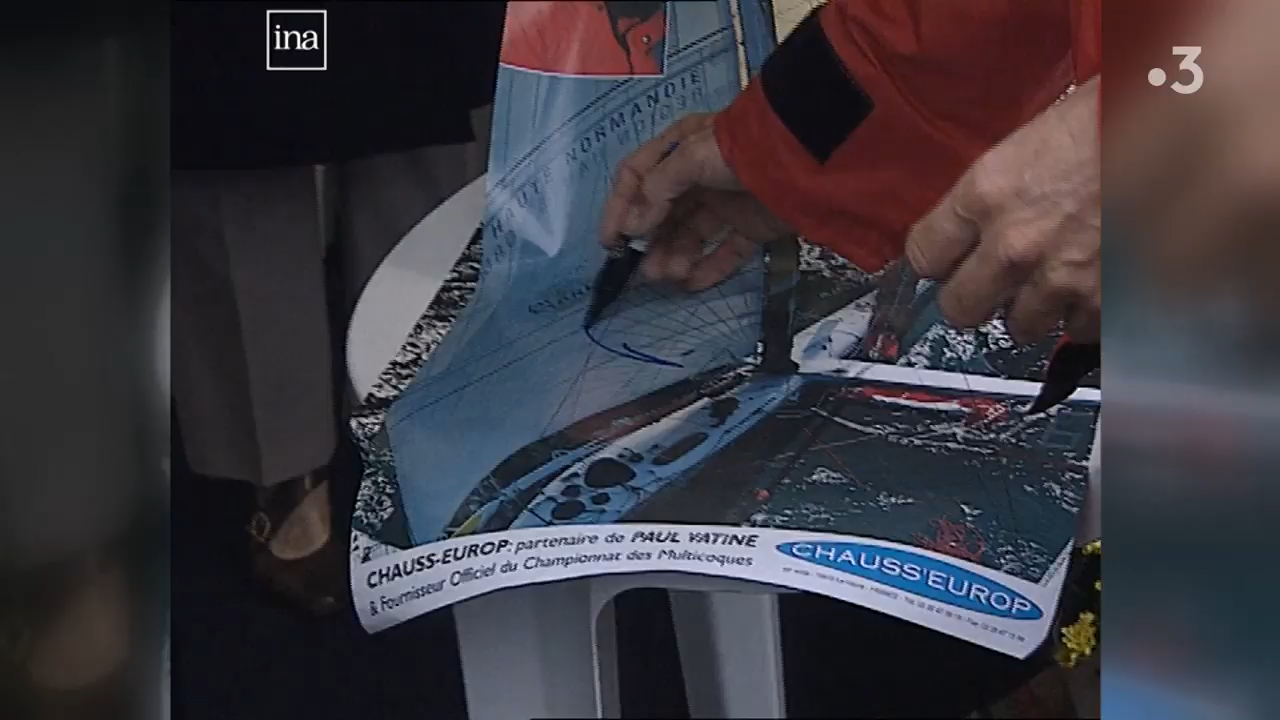 ina
3
HAUTE NORMANDIE
CHAUSS-EUROP: partenaire de PAUL VATINE
& Fournisseur Officiel du Championnat des Multicoques
CHAUSS'EUROP